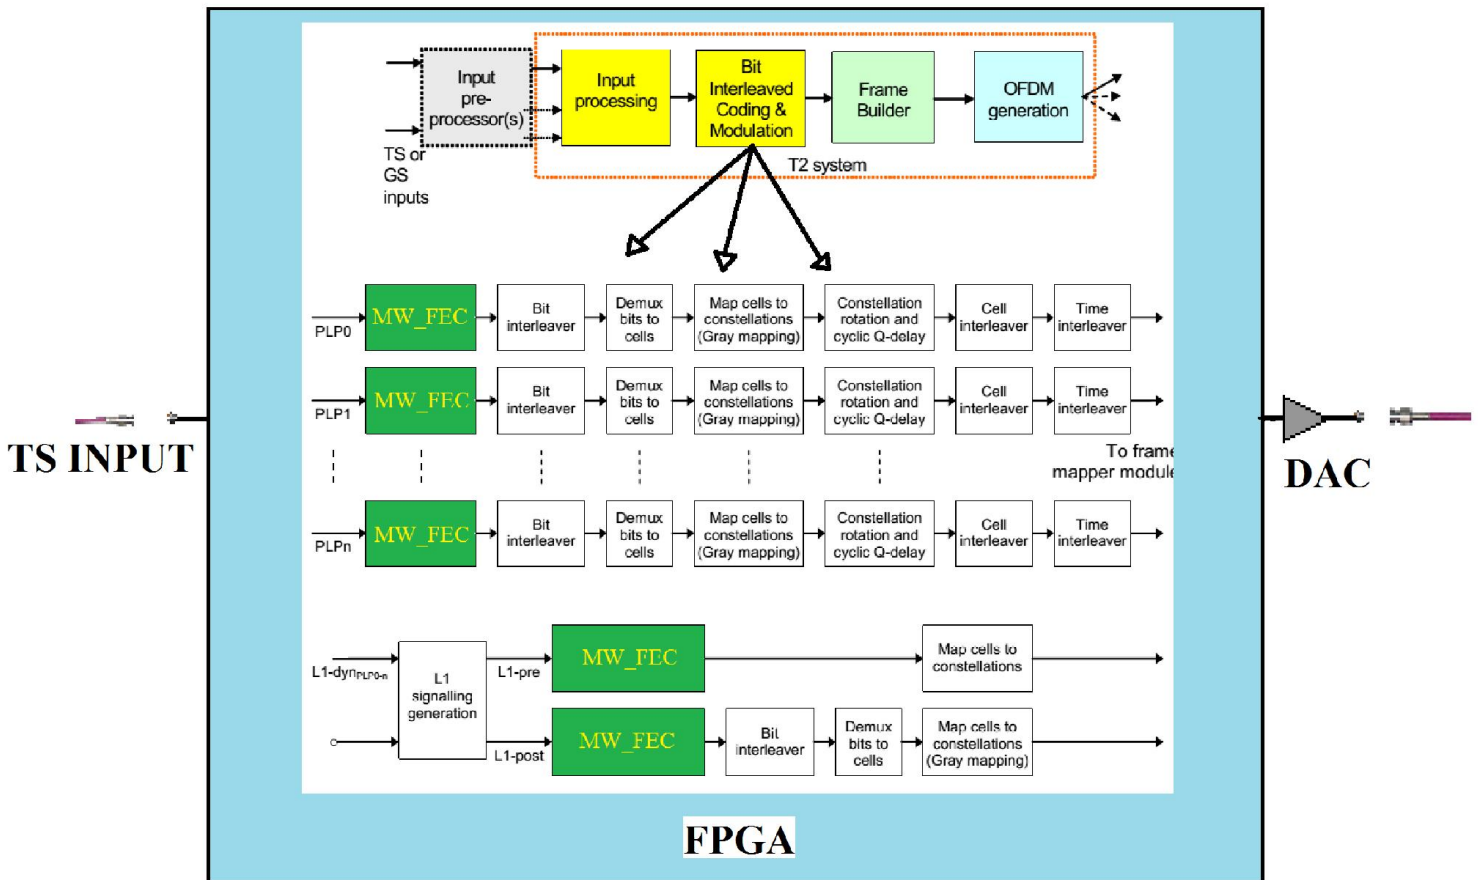 Input
pre-
processor(s)
Input
processing
Bit
Interleaved
Coding &
Modulation
Frame
Builder
OFDM
generation
TS or
GS
inputs
T2 system
PLP0
MW_FEC
Bit
interleaver
Demux
bits to
cells
Map cells to
constellations
(Gray mapping)
Constellation
rotation and
cyclic Q-delay
Cell
interleaver
Time
interleaver
PLP1
MW_FEC
Bit
interleaver
Demux
bits to
cells
Map cells to
constellations
(Gray mapping)
Constellation
rotation and
cyclic Q-delay
Cell
interleaver
Time
interleaver
TS INPUT
To frame
mapper module
DAC
PLPn
MW_FEC
Bit
interleaver
Demux
bits to
cells
Map cells to
constellations
(Gray mapping)
Constellation
rotation and
cyclic Q-delay
Cell
interleaver
Time
interleaver
L1-dynPLP0-n
L1
signalling
generation
L1-pre
MW_FEC
Map cells to
constellations
L1-post
MW_FEC
Bit
interleaver
Demux
bits to
cells
Map cells to
constellations
(Gray mapping)
FPGA